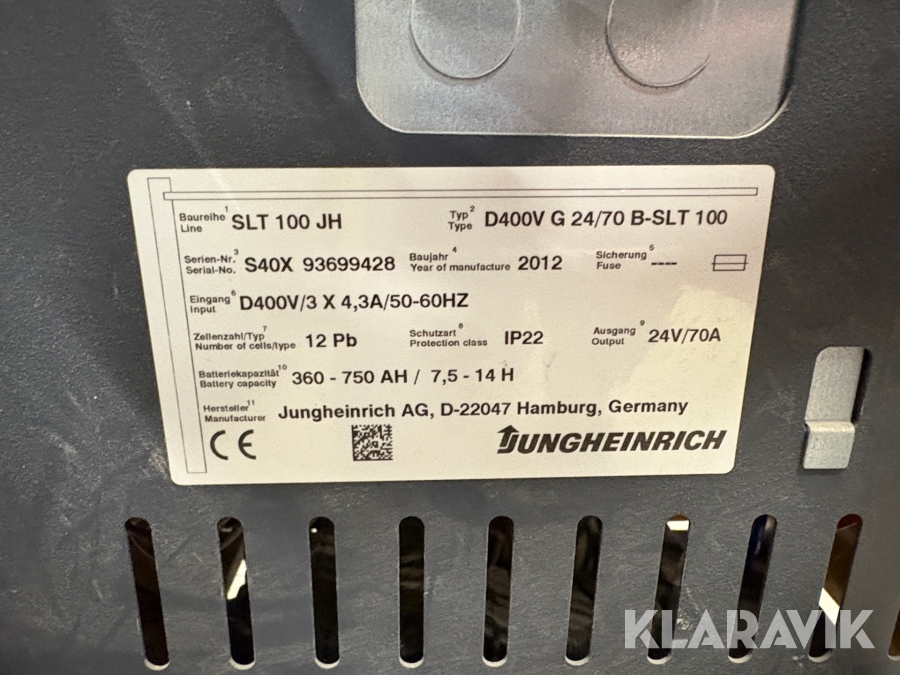 Baureihe 1 SLT 100 JH Typ 2 D400V G 24/70 B-SLT 100
Line Type
Serien-Nr. 3 S40X 93699428 Baujahr 4 2012 Sicherung 5 ----
Serial-No. Year of manufacture Fuse
Eingang 6 D400V/3 X 4,3A/50-60HZ
Input
Zellenzahl/Typ 7 12 Pb Schutzart 8 IP22 Ausgang 9 24V/70A
Number of cells/type Protection class Output
Batteriekapazität 10 360 - 750 AH / 7,5 - 14 H
Battery capacity
Hersteller 11 Jungheinrich AG, D-22047 Hamburg, Germany
Manufacturer
CE JUNGHEINRICH
KLARAVIK